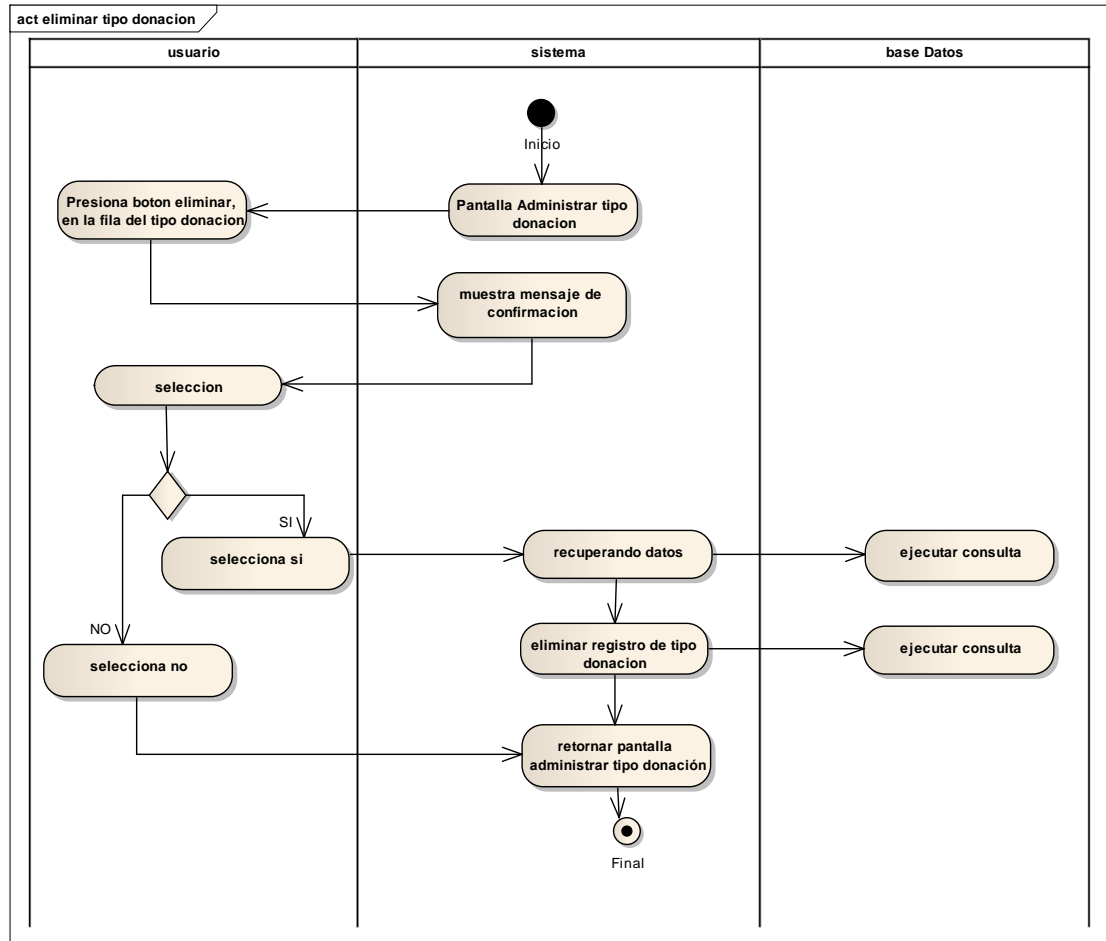 act eliminar tipo donacion
usuario
sistema
base Datos
Inicio
Presiona boton eliminar,
en la fila del tipo donacion
Pantalla Administrar tipo
donacion
muestra mensaje de
confirmacion
seleccion
SI
selecciona si
recuperando datos
ejecutar consulta
NO
selecciona no
eliminar registro de tipo
donacion
ejecutar consulta
retornar pantalla
administrar tipo donación
Final